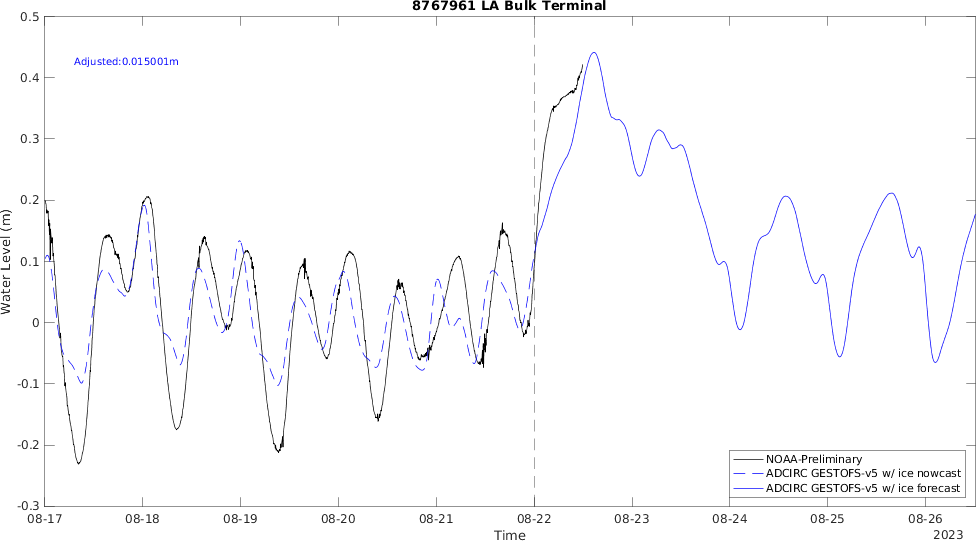 8767961 LA Bulk Terminal
Adjusted:0.015001m
Water Level (m)
0.5
0.4
0.3
0.2
0.1
0
-0.1
-0.2
-0.3
NOAA-Preliminary
ADCIRC GESTOFS-v5 w/ ice nowcast
ADCIRC GESTOFS-v5 w/ ice forecast
08-17 08-18 08-19 08-20 08-21 08-22 08-23 08-24 08-25 08-26
Time
2023